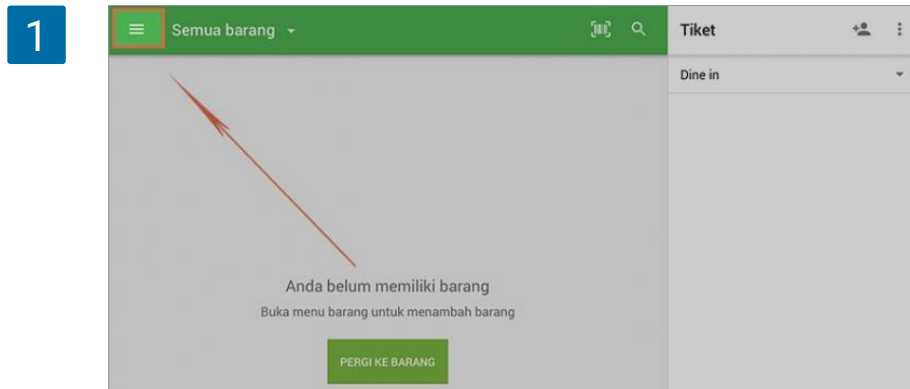 1
Semua barang
Tiket
Dine in
Anda belum memiliki barang
Buka menu barang untuk menambah barang
PERGI KE BARANG